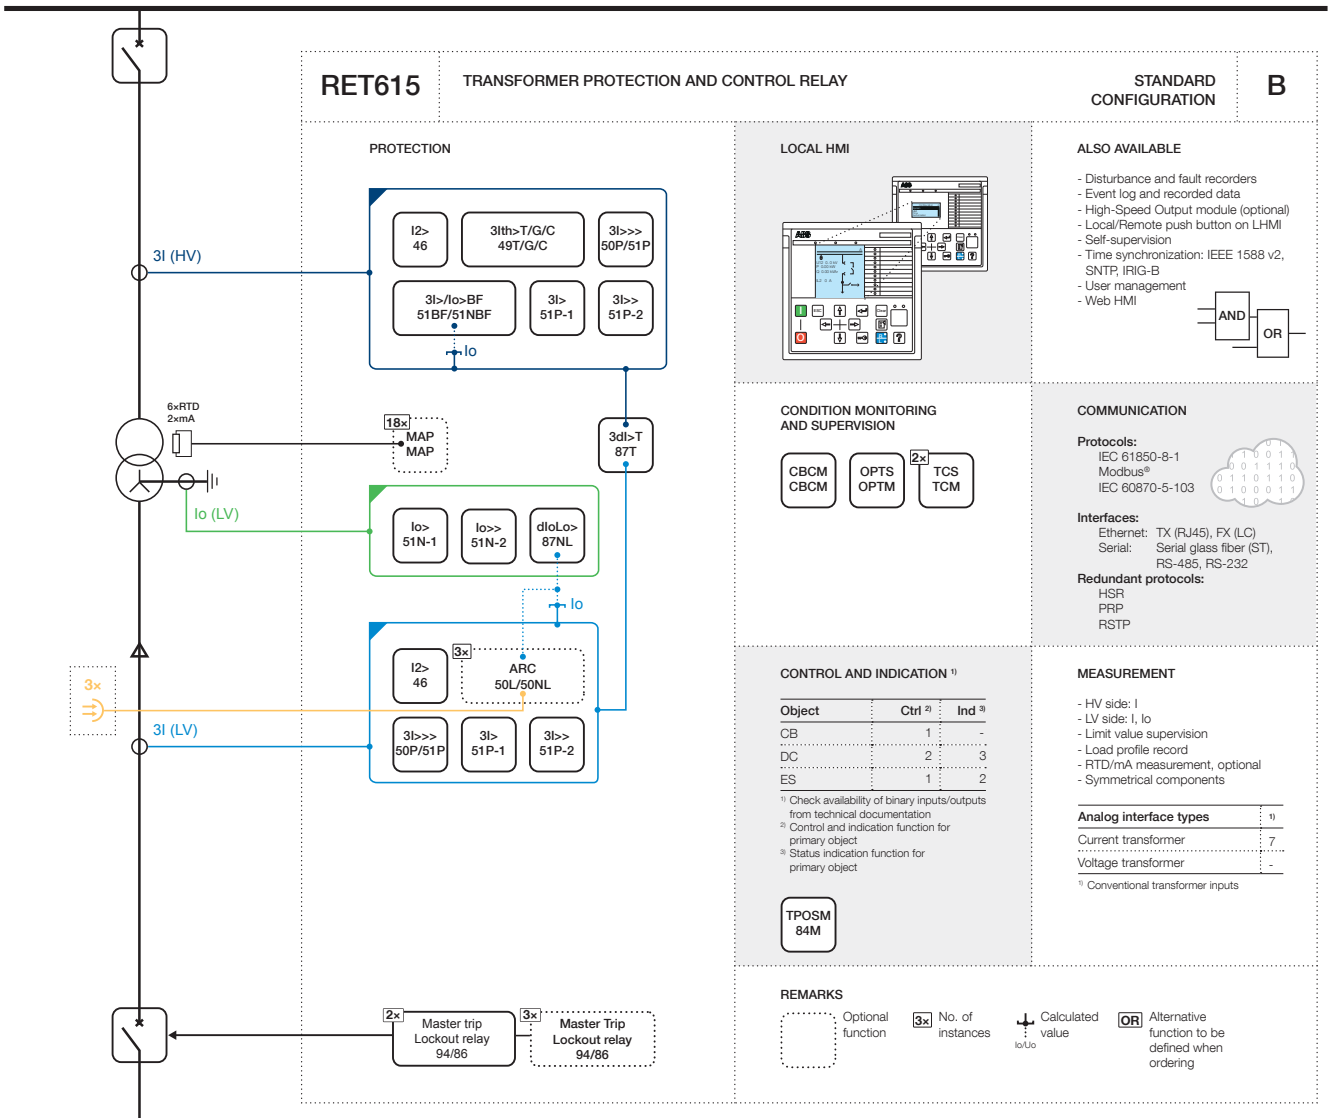 RET615
TRANSFORMER PROTECTION AND CONTROL RELAY
STANDARD
CONFIGURATION
B
PROTECTION
I2>
46
3Ith>T/G/C
49T/G/C
3I>>>
50P/51P
3I (HV)
3I>/Io>BF
51BF/51NBF
3I>
51P-1
3I>>
51P-2
Io
6×RTD
2×mA
18×
MAP
MAP
3dI>T
87T
Io (LV)
Io>
51N-1
Io>>
51N-2
dIoLo>
87NL
Io
I2>
46
3×
ARC
50L/50NL
3×
3I (LV)
3I>>>
50P/51P
3I>
51P-1
3I>>
51P-2
2×
Master trip
Lockout relay
94/86
3×
Master Trip
Lockout relay
94/86
LOCAL HMI
ABB
ABB
ALSO AVAILABLE
- Disturbance and fault recorders
- Event log and recorded data
- High-Speed Output module (optional)
- Local/Remote push button on LHMI
- Self-supervision
- Time synchronization: IEEE 1588 v2,
SNTP, IRIG-B
- User management
- Web HMI
AND
OR
CONDITION MONITORING
AND SUPERVISION
CBCM
CBCM
OPTS
OPTM
2×
TCS
TCM
COMMUNICATION
Protocols:
IEC 61850-8-1
Modbus®
IEC 60870-5-103
Interfaces:
Ethernet: TX (RJ45), FX (LC)
Serial: Serial glass fiber (ST),
RS-485, RS-232
Redundant protocols:
HSR
PRP
RSTP
CONTROL AND INDICATION 1)
Object Ctrl 2) Ind 3)
CB 1 -
DC 2 3
ES 1 2
1) Check availability of binary inputs/outputs
from technical documentation
2) Control and indication function for
primary object
3) Status indication function for
primary object
TPOSM
84M
MEASUREMENT
- HV side: I
- LV side: I, Io
- Limit value supervision
- Load profile record
- RTD/mA measurement, optional
- Symmetrical components
Analog interface types 1)
Current transformer 7
Voltage transformer -
1) Conventional transformer inputs
REMARKS
Optional
function
3× No. of
instances
Io/Uo
Calculated
value
OR Alternative
function to be
defined when
ordering